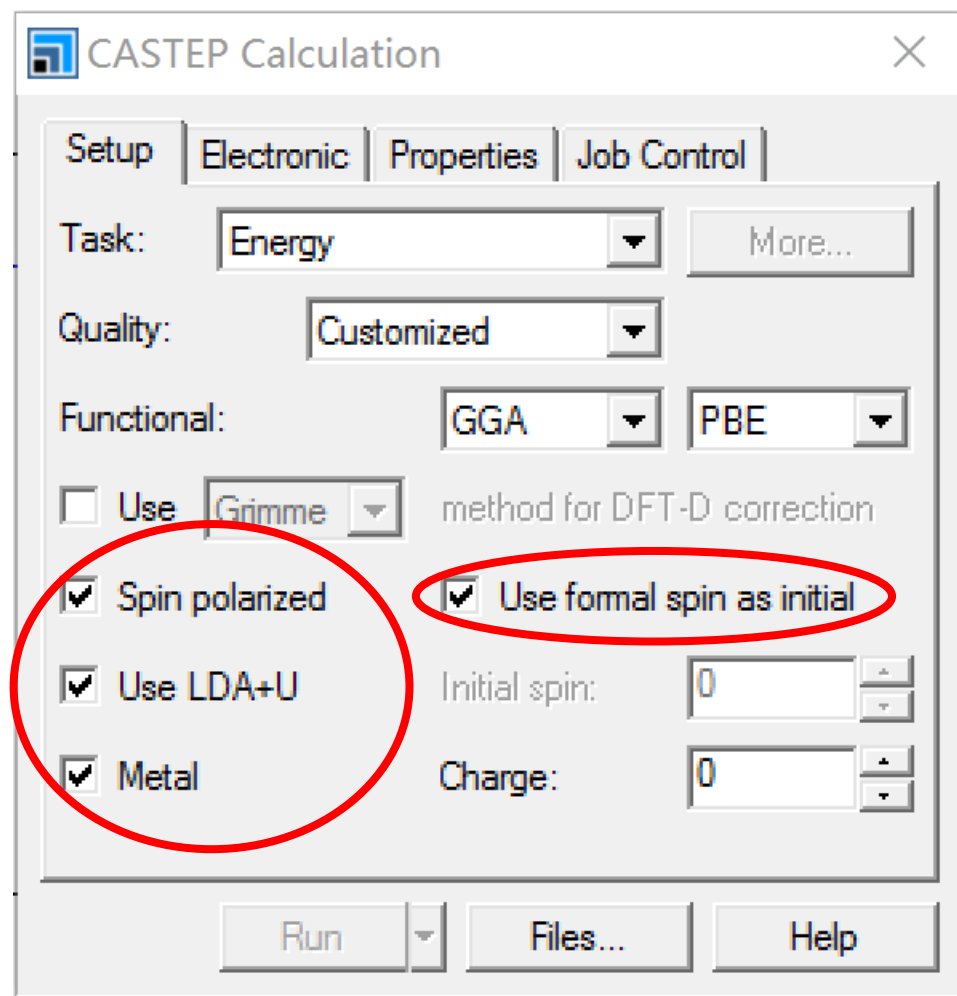 CASTEP Calculation
Setup Electronic Properties Job Control
Task: Energy More...
Quality: Customized
Functional: GGA PBE
Use Grimme method for DFT-D correction
Spin polarized Use formal spin as initial
Use LDA+U Initial spin: 0
Metal Charge: 0
Run Files... Help